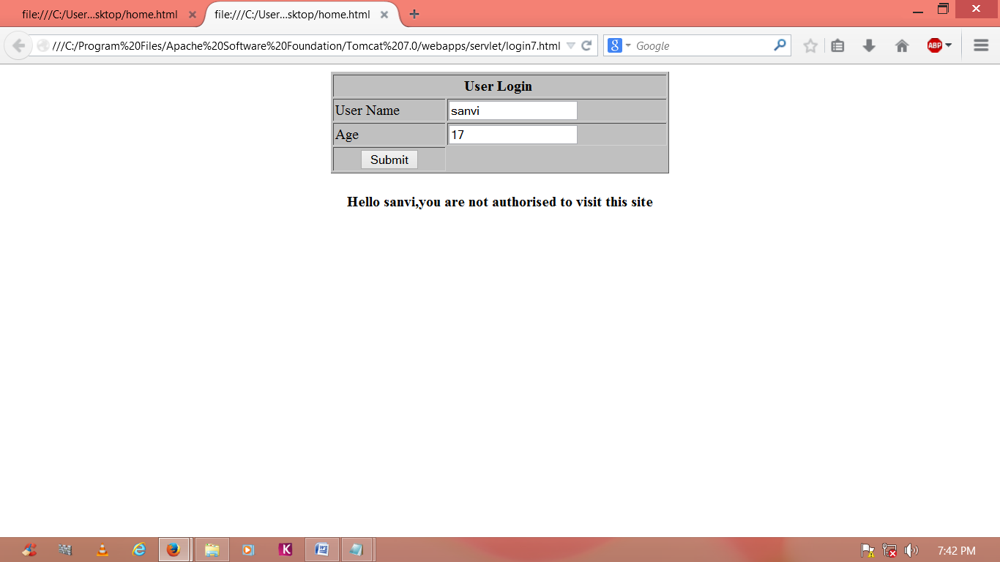 file:///C:/User...sktop/home.html
file:///C:/User...sktop/home.html
///C:/Program%20Files/Apache%20Software%20Foundation/Tomcat%207.0/webapps/servlet/login7.html
8
Google
ABP
User Login
User Name
sanvi
Age
17
Submit
Hello sanvi,you are not authorised to visit this site
K
W
7:42 PM